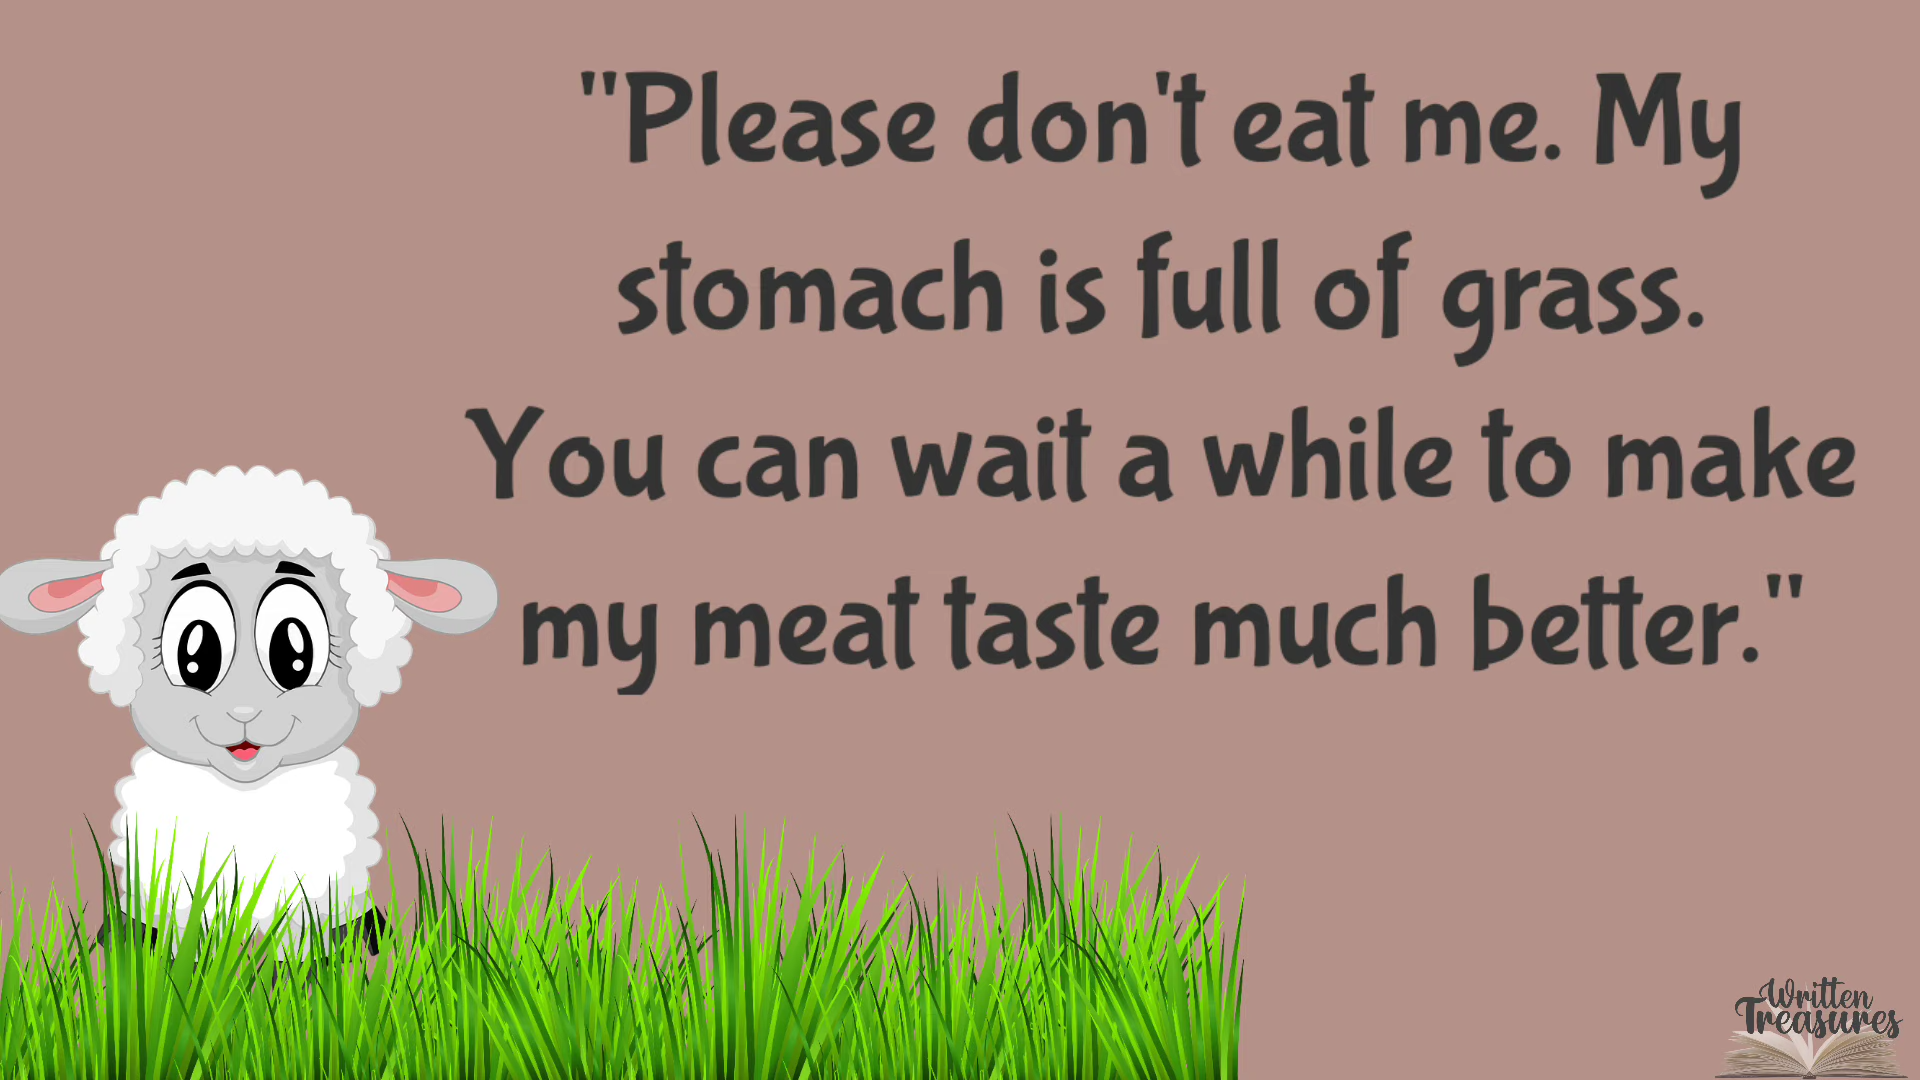 "Please don't eat me. My
stomach is full of grass.
You can wait a while to make
my meat taste much better."
Written
Treasures